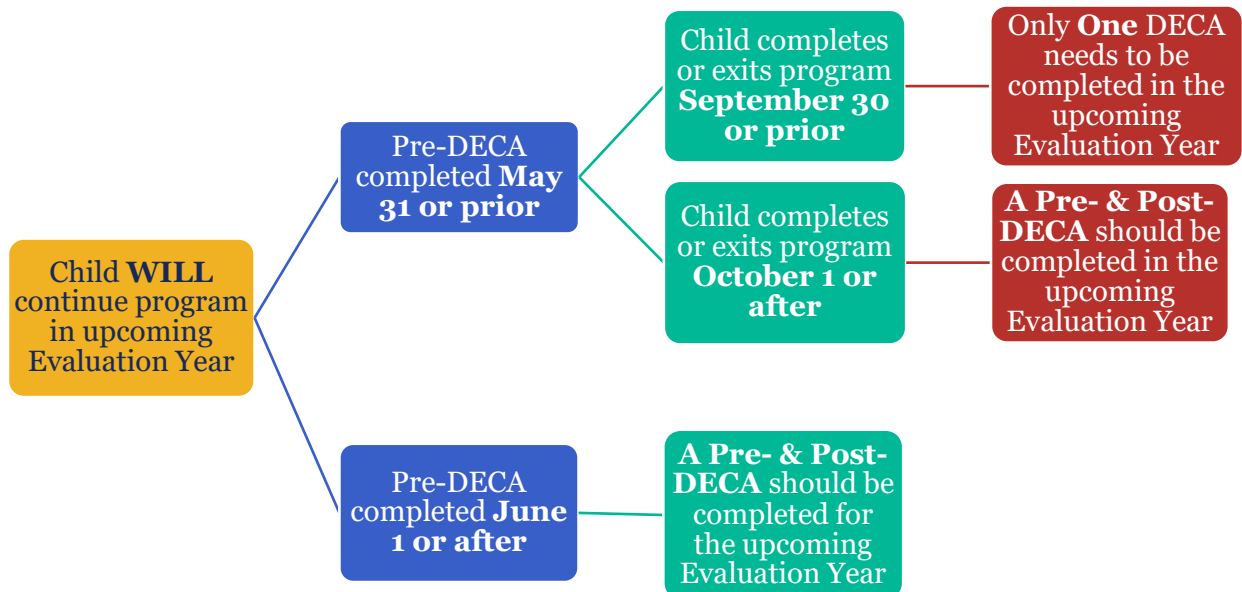 Child WILL
continue program
in upcoming
Evaluation Year
Pre-DECA
completed May
31 or prior
Child completes
or exits program
September 30
or prior
Only One DECA
needs to be
completed in the
upcoming
Evaluation Year
Child completes
or exits program
October 1 or
after
A Pre- & Post-
DECA should be
completed in the
upcoming
Evaluation Year
Pre-DECA
completed June
1 or after
A Pre- & Post-
DECA should be
completed for
the upcoming
Evaluation Year